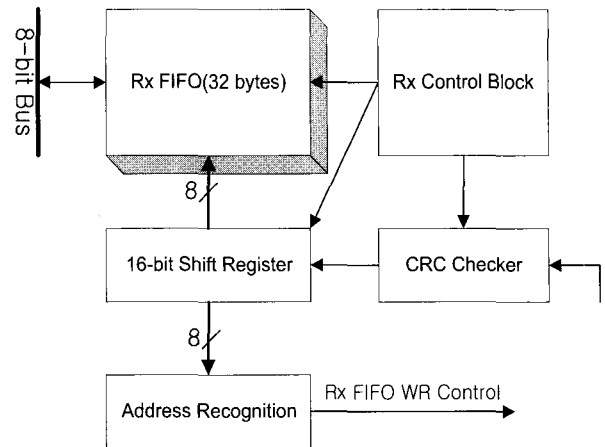 8-bit Bus
Rx FIFO(32 bytes)
Rx Control Block
8
16-bit Shift Register
CRC Checker
8
Rx FIFO WR Control
Address Recognition